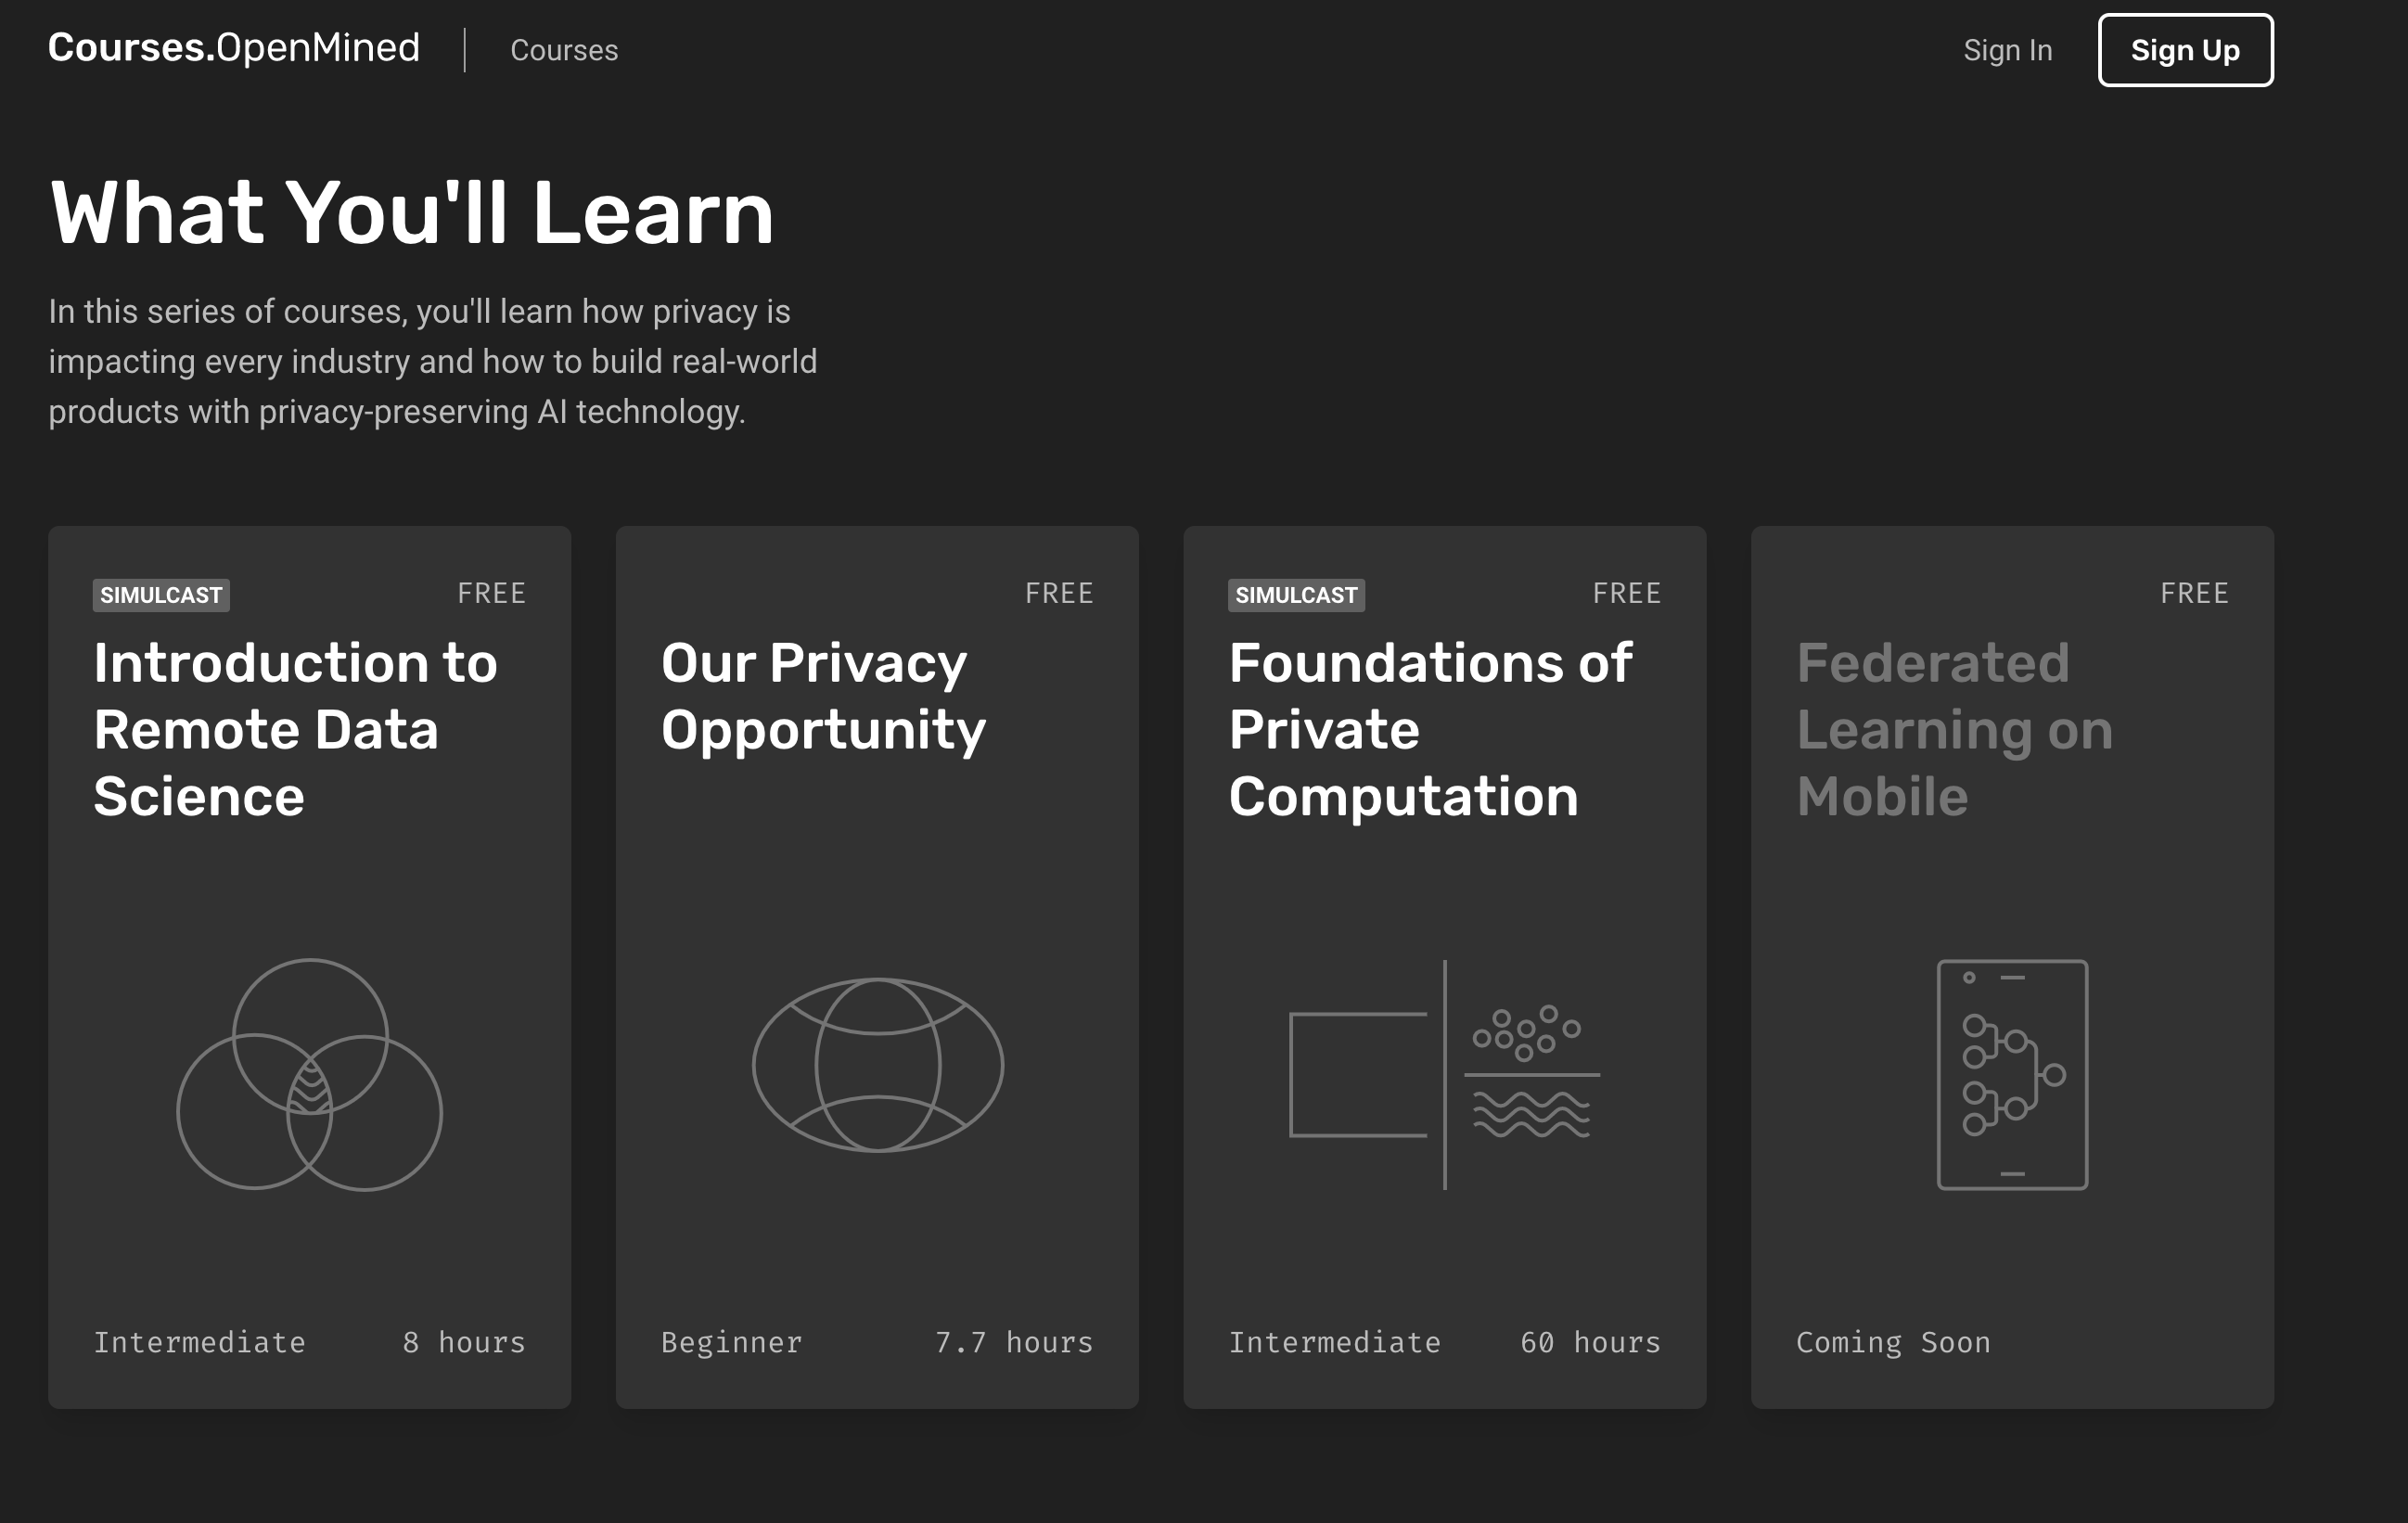 Courses.OpenMined
Courses
Sign In
Sign Up
What You'll Learn
In this series of courses, you'll learn how privacy is
impacting every industry and how to build real-world
products with privacy-preserving AI technology.
SIMULCAST
FREE
Introduction to
Remote Data
Science
Intermediate
8 hours
FREE
Our Privacy
Opportunity
Beginner
7.7 hours
SIMULCAST
FREE
Foundations of
Private
Computation
Intermediate
60 hours
FREE
Federated
Learning on
Mobile
Coming Soon